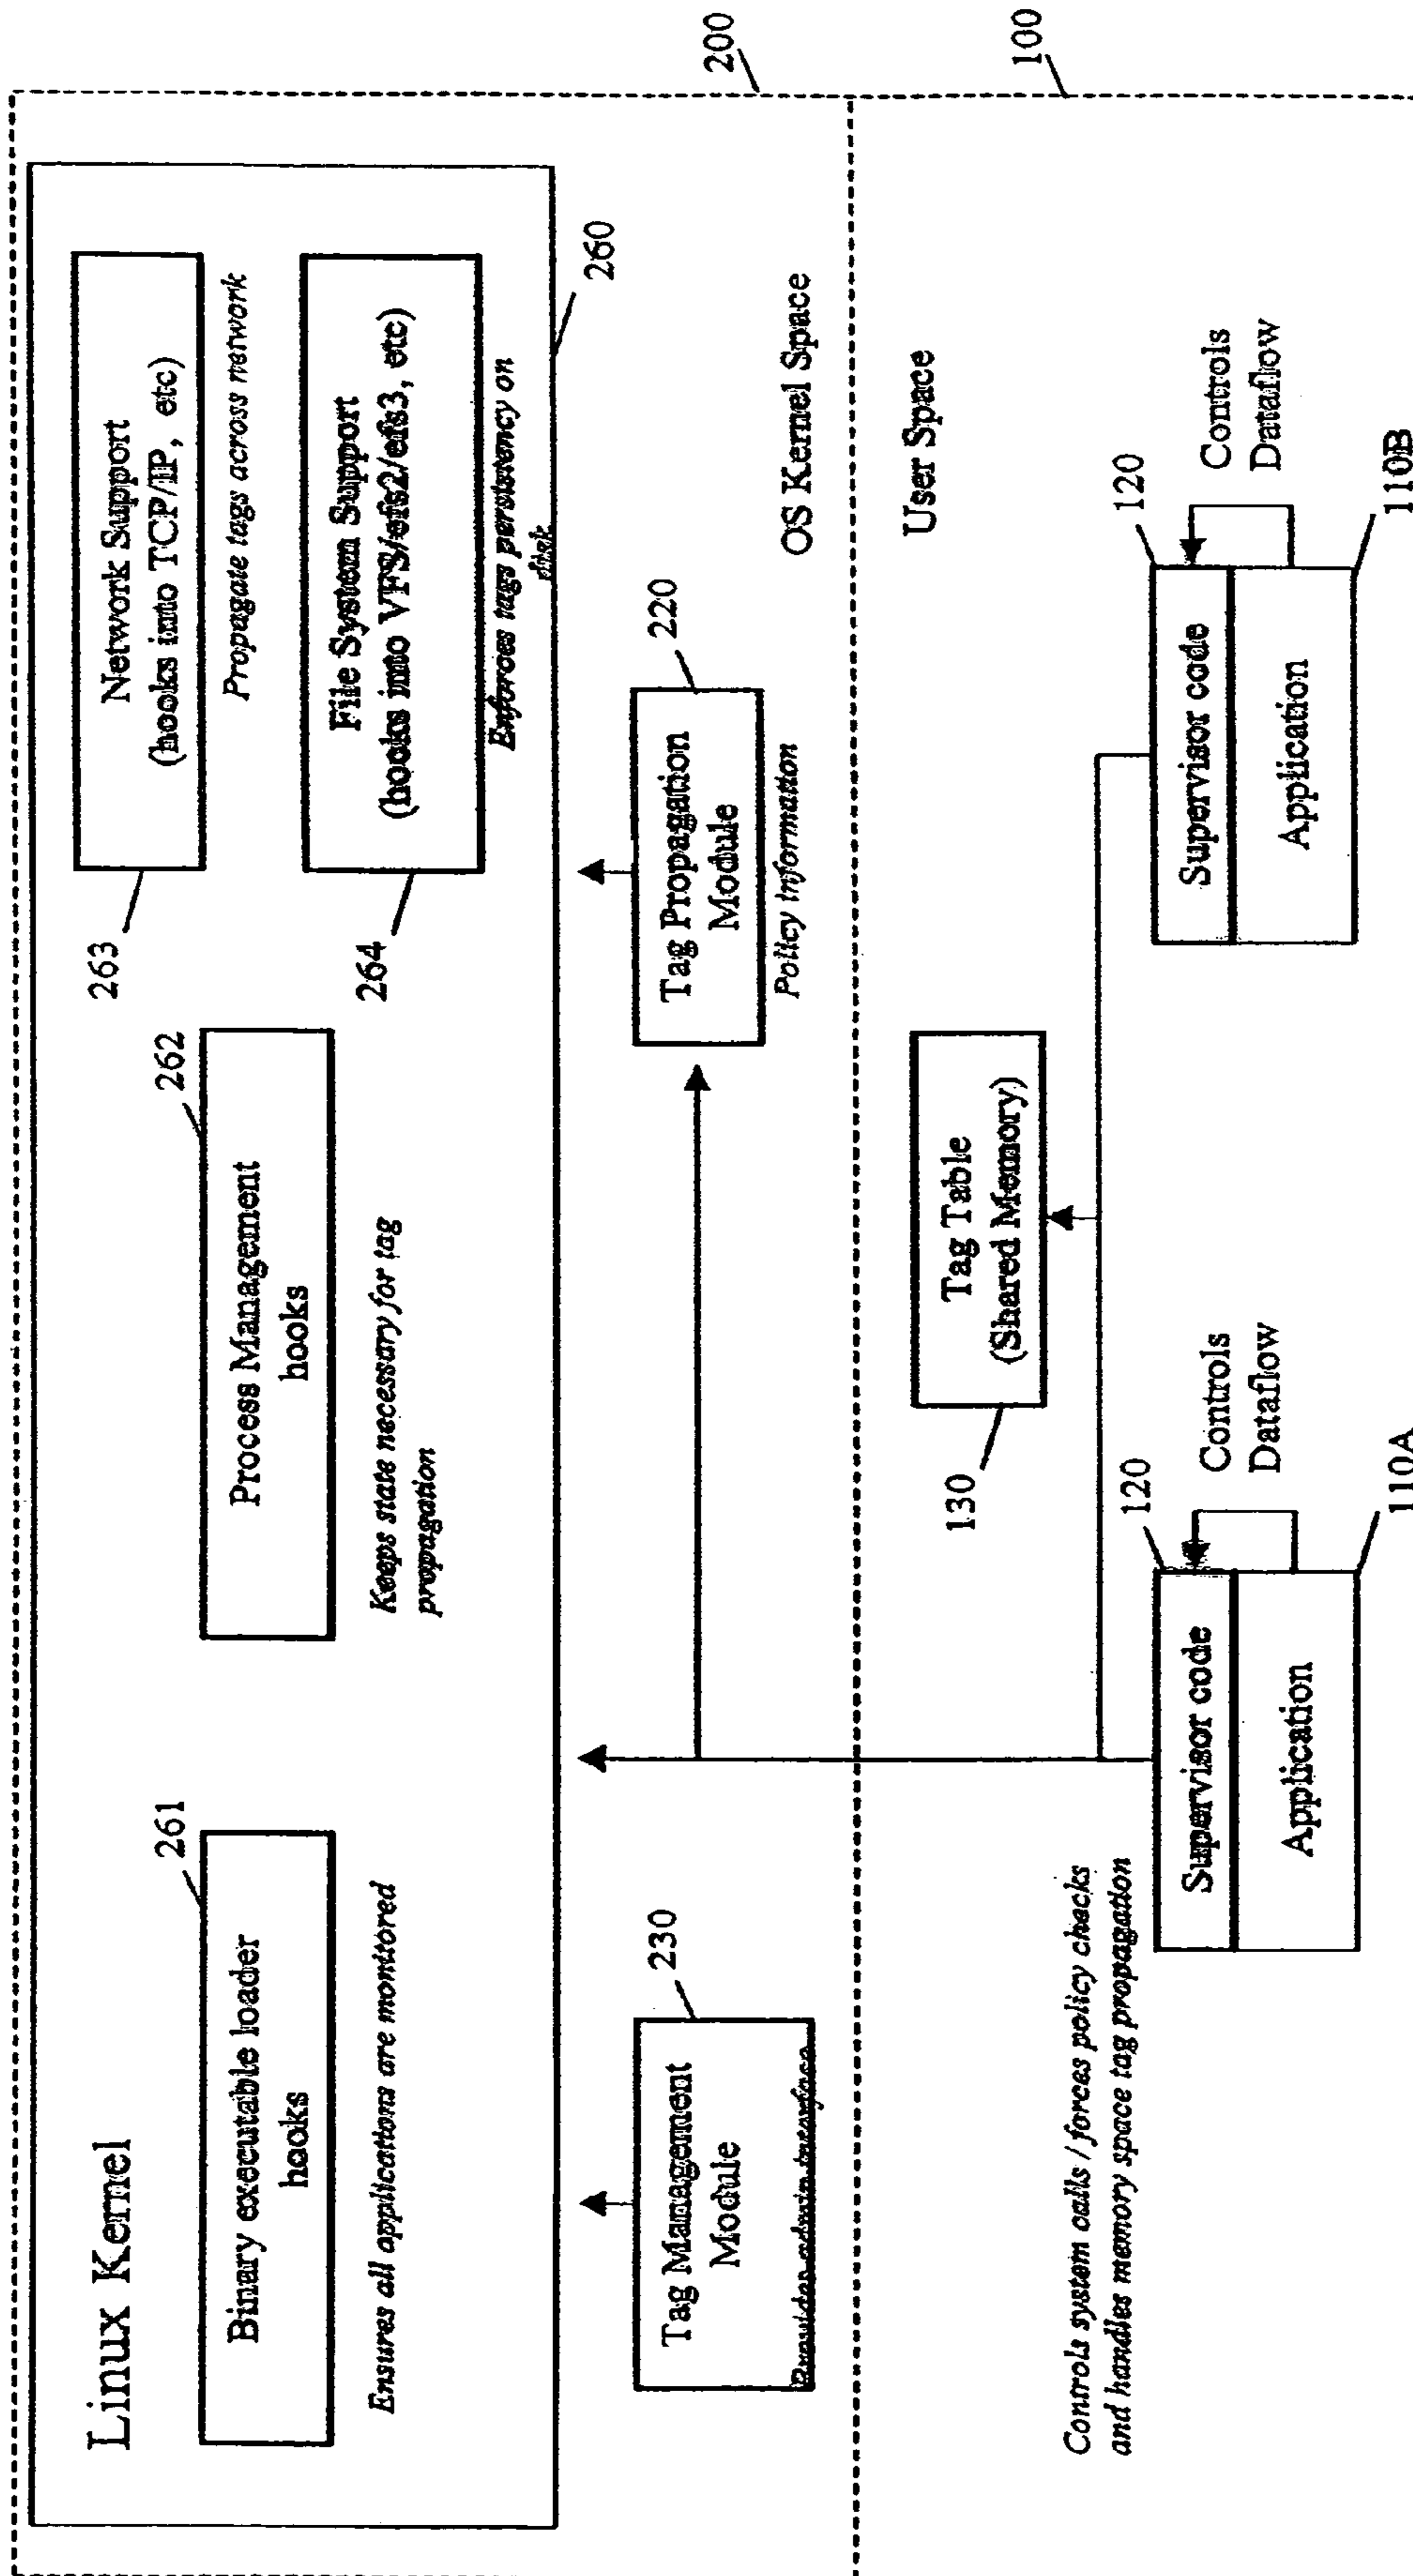 Linux Kernel
261
Binary executable loader
hooks
Ensures all applications are monitored
262
Process Management
hooks
Keeps state necessary for tag
propagation
263
Network Support
(hooks into TCP/IP, etc)
Propagate tags across network
264
File System Support
(hooks into VFS/efs2/efs3, etc)
Enforces tags persistency on
disk
260
230
Tag Management
Module
Provides admin interface
220
Tag Propagation
Module
Policy Information
OS Kernel Space
200
User Space
100
130
Tag Table
(Shared Memory)
Controls system calls / forces policy checks
and handles memory space tag propagation
120
Supervisor code
Application
Controls
Dataflow
110A
120
Supervisor code
Application
Controls
Dataflow
110B